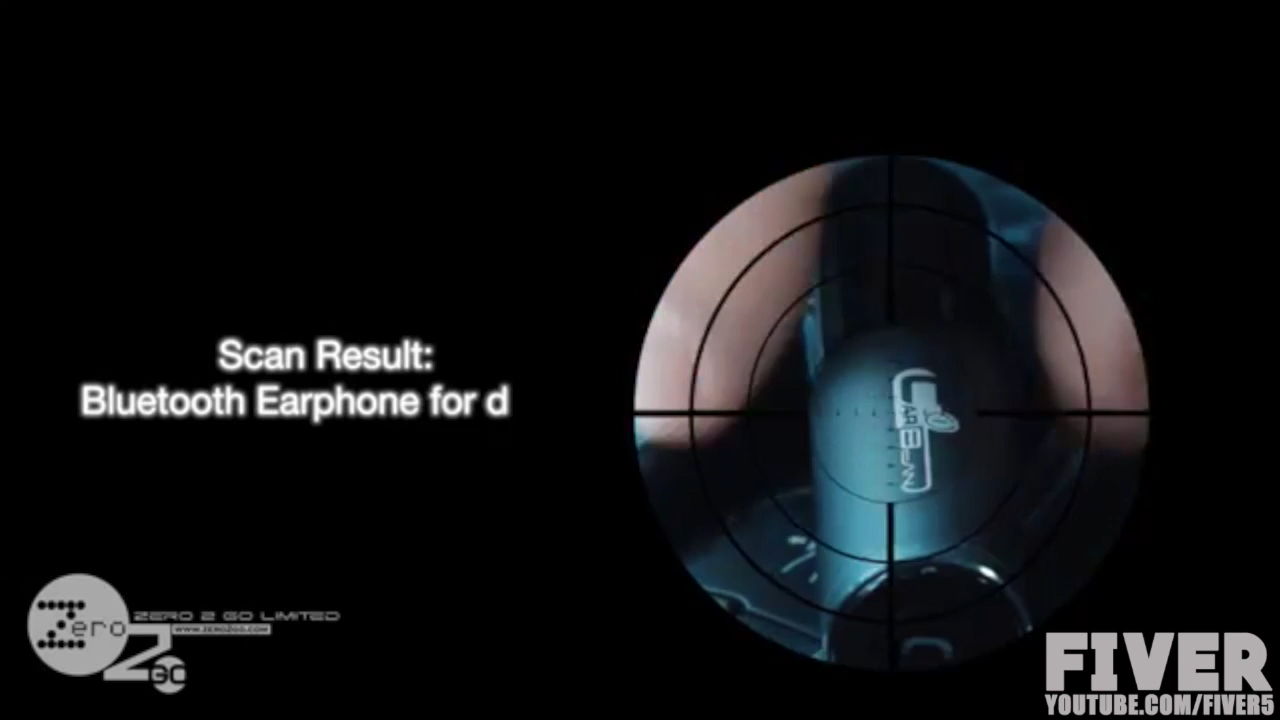 Scan Result:
Bluetooth Earphone for d
CARBLAN
Zero
2
GO
ZERO 2 GO LIMITED
WWW.ZERO2GO.COM
FIVER
YOUTUBE.COM/FIVER5